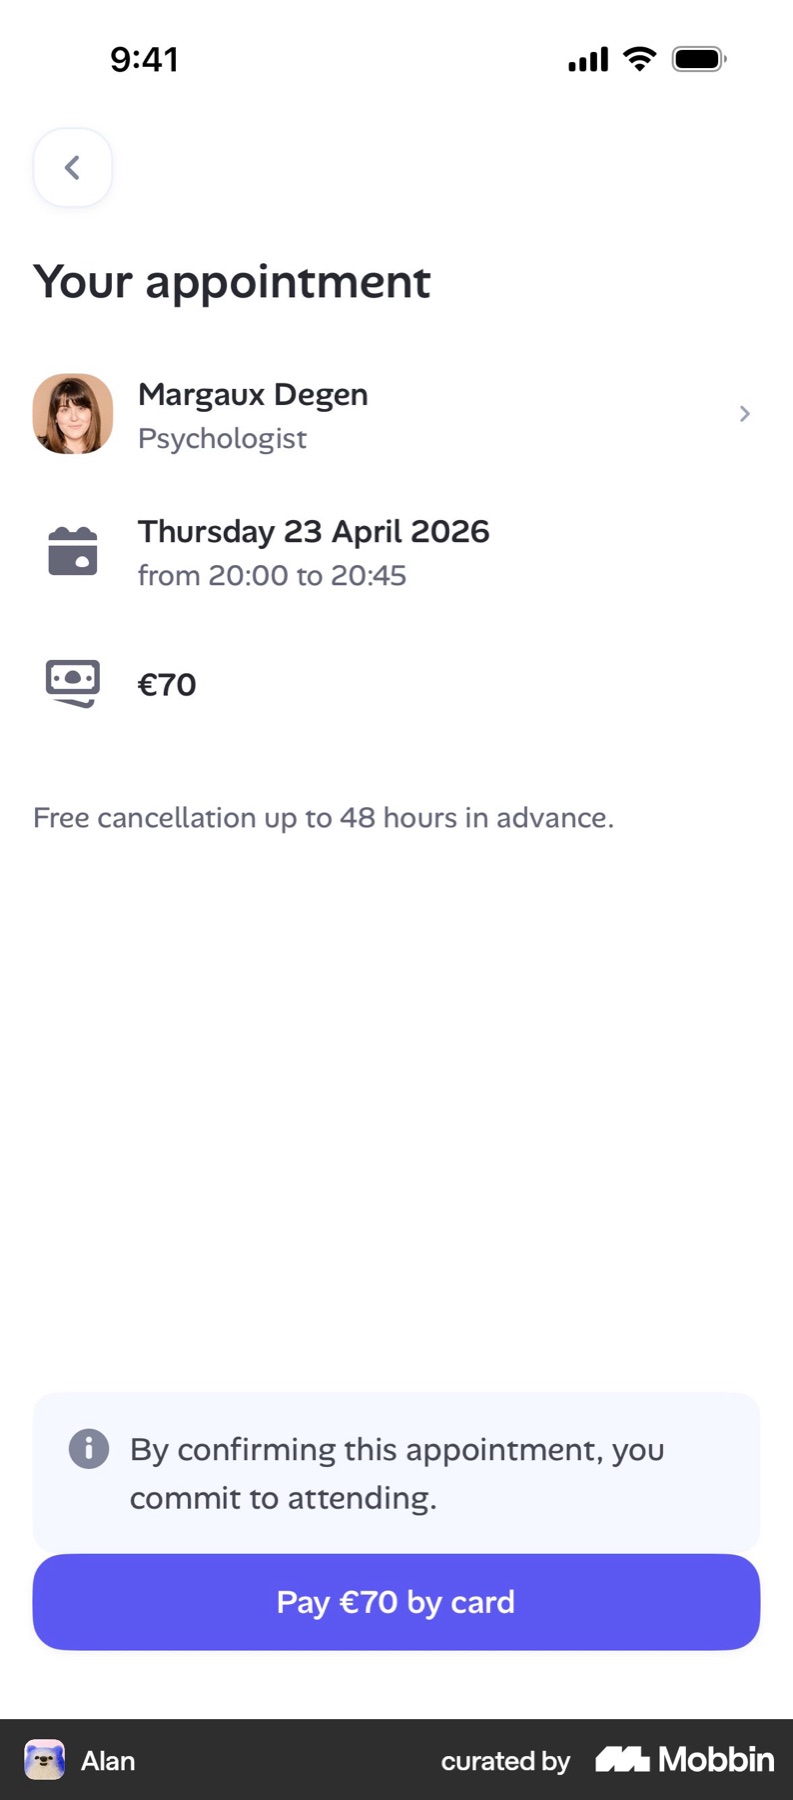 9:41
Your appointment
Margaux Degen
Psychologist
Thursday 23 April 2026
from 20:00 to 20:45
€70
Free cancellation up to 48 hours in advance.
By confirming this appointment, you
commit to attending.
Pay €70 by card
Alan
curated by Mobbin